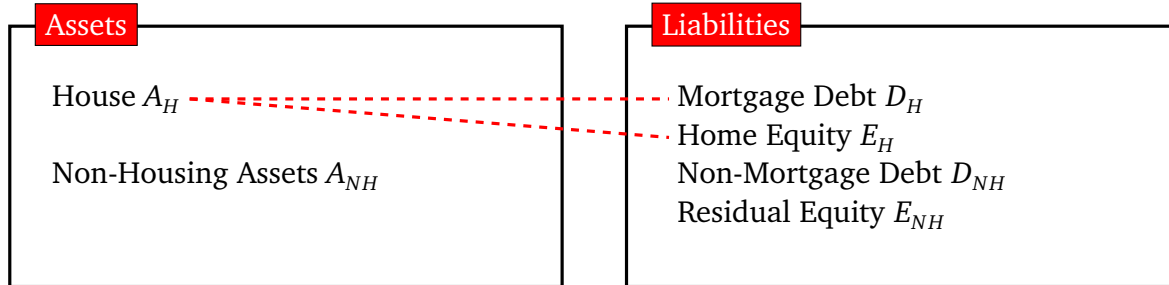 Assets
House A_H
Non-Housing Assets A_NH
Liabilities
Mortgage Debt D_H
Home Equity E_H
Non-Mortgage Debt D_NH
Residual Equity E_NH